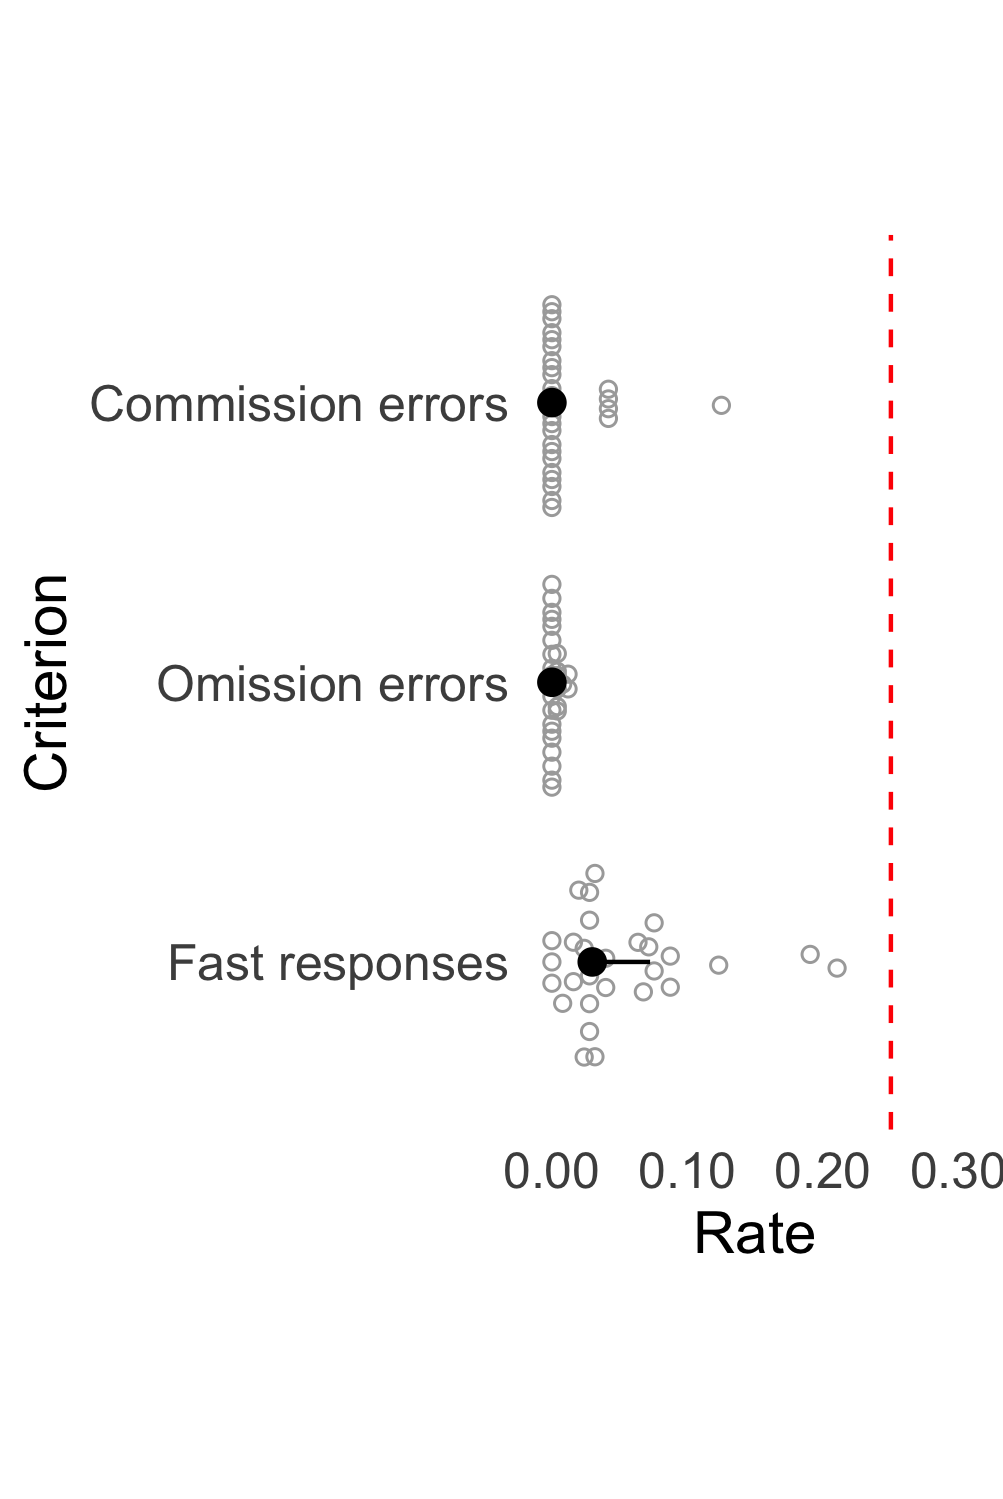 Commission errors
Omission errors
Fast responses
Criterion
0.00 0.10 0.20 0.30
Rate